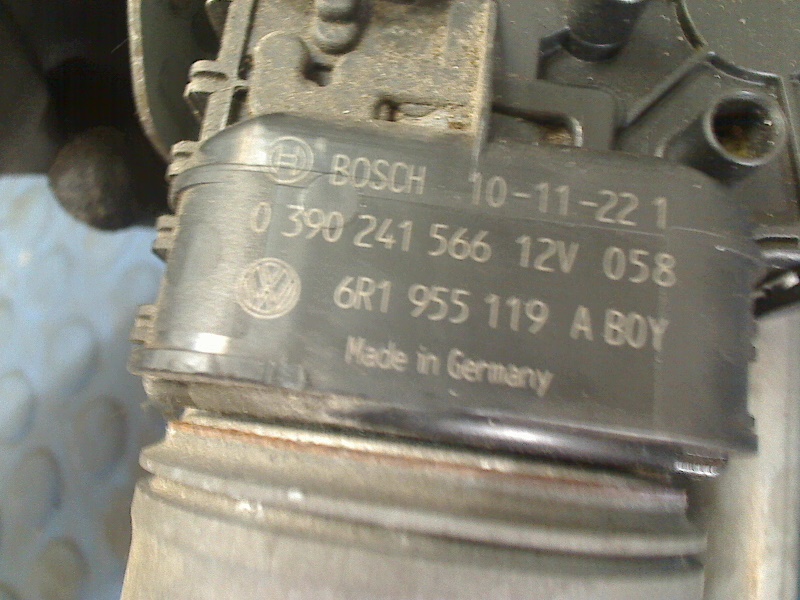 BOSCH 10-11-22 1
0 390 241 566 12V 058
6R1 955 119 A BOY
Made in Germany